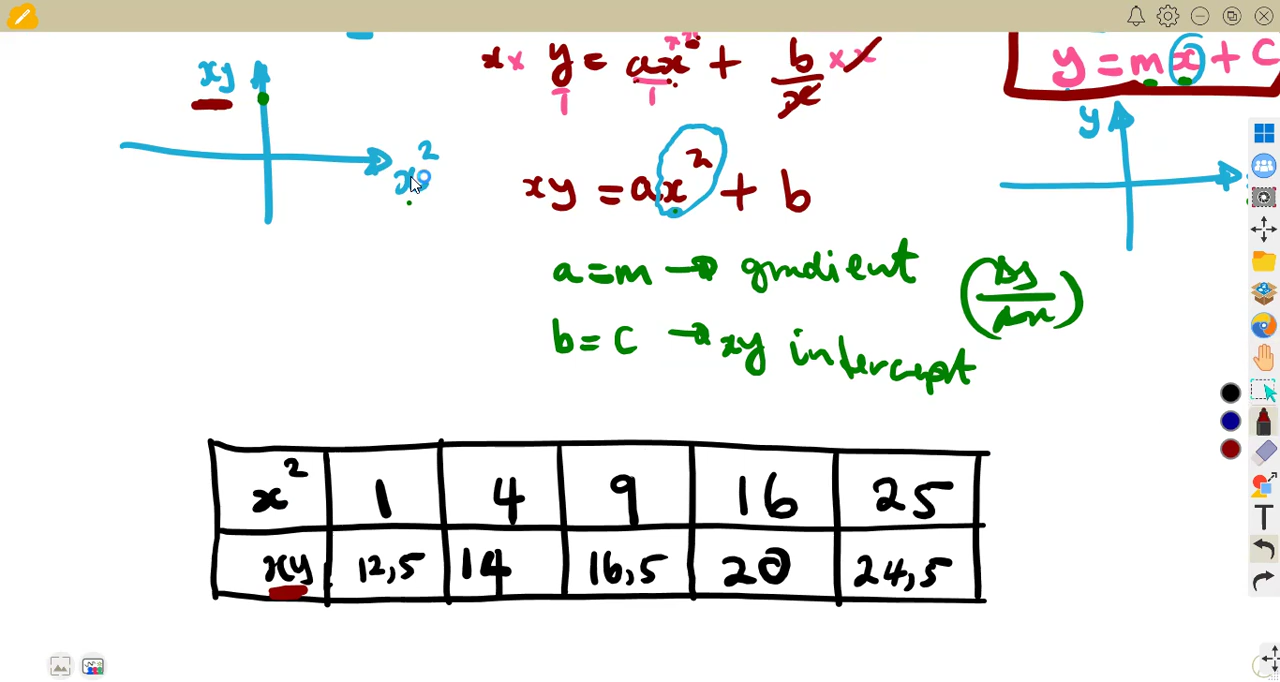 xy
x²
x× y = ax²×x + b/x ×x
y = mx + C
y
xy = ax² + b
a=m → gradient (Δy/Δx)
b=C → xy intercept
x² 1 4 9 16 25
xy 12,5 14 16,5 20 24,5
T